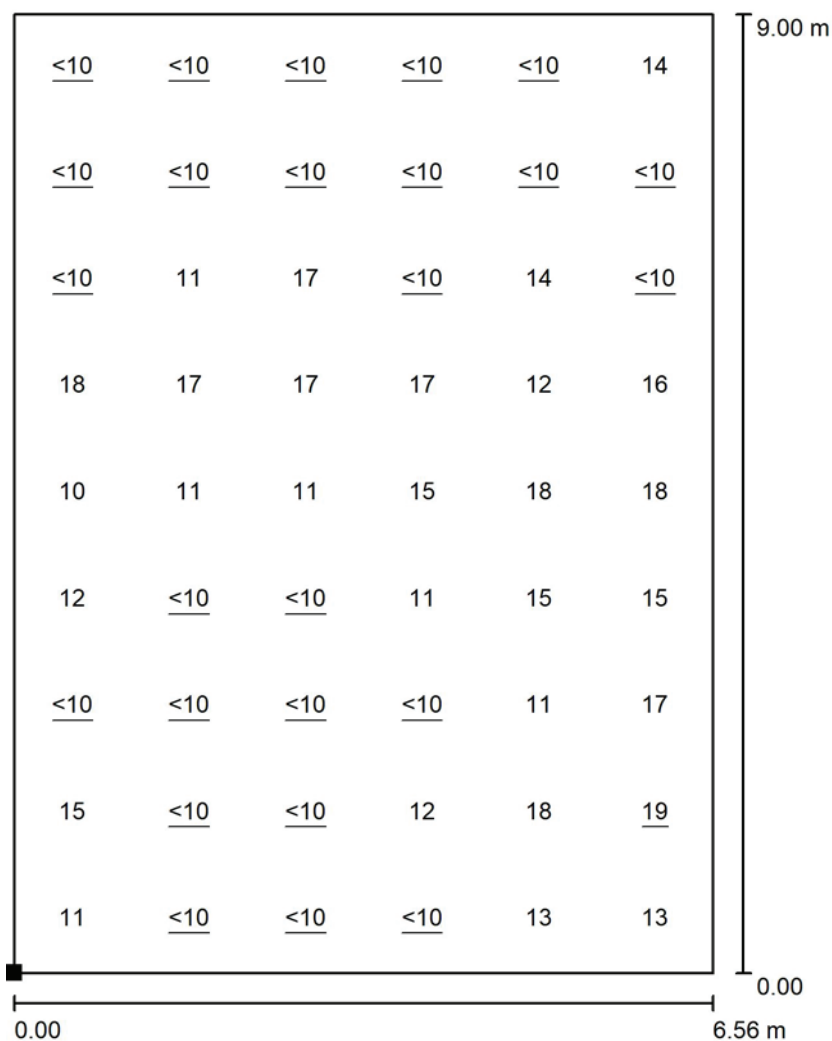 9.00 m
<10 <10 <10 <10 <10 14
<10 <10 <10 <10 <10 <10
<10 11 17 <10 14 <10
18 17 17 17 12 16
10 11 11 15 18 18
12 <10 <10 11 15 15
<10 <10 <10 <10 11 17
15 <10 <10 12 18 19
11 <10 <10 <10 13 13
0.00
0.00 6.56 m